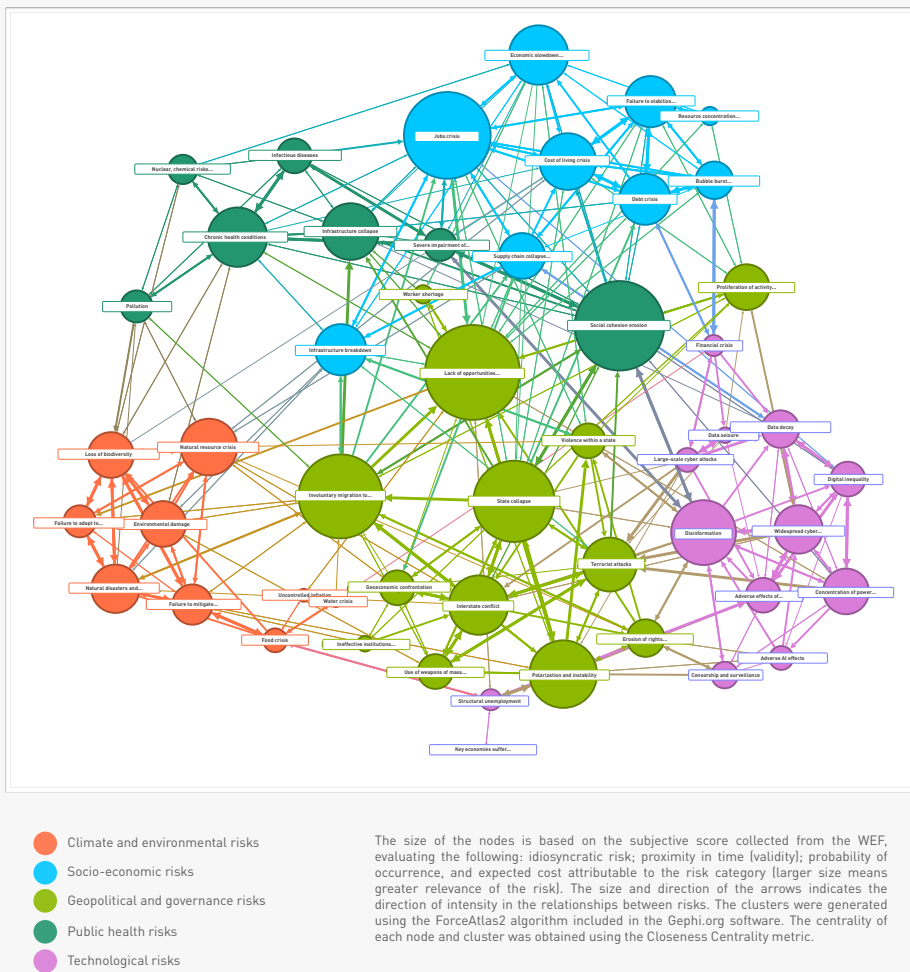 Economic slowdown...
Failure to stabilize...
Resource concentration...
Jobs crisis
Infectious diseases
Cost of living crisis
Nuclear, chemical risks...
Bubble burst...
Debt crisis
Infrastructure collapse
Chronic health conditions
Severe impairment of...
Supply chain collapse...
Proliferation of activity...
Worker shortage
Pollution
Social cohesion erosion
Financial crisis
Infrastructure breakdown
Lack of opportunities...
Data decay
Data seizure
Violence within a state
Natural resource crisis
Loss of biodiversity
Large-scale cyber attacks
Digital inequality
Involuntary migration to...
State collapse
Failure to adapt to...
Environmental damage
Widespread cyber...
Disinformation
Terrorist attacks
Geoeconomic confrontation
Natural disasters and...
Concentration of power...
Uncontrolled inflation
Adverse effects of...
Water crisis
Failure to mitigate...
Interstate conflict
Food crisis
Erosion of rights...
Ineffective institutions...
Adverse AI effects
Use of weapons of mass...
Polarization and instability
Censorship and surveillance
Structural unemployment
Key economies suffer...
Climate and environmental risks
Socio-economic risks
Geopolitical and governance risks
Public health risks
Technological risks
The size of the nodes is based on the subjective score collected from the WEF,
evaluating the following: idiosyncratic risk; proximity in time (validity); probability of
occurrence, and expected cost attributable to the risk category (larger size means
greater relevance of the risk). The size and direction of the arrows indicates the
direction of intensity in the relationships between risks. The clusters were generated
using the ForceAtlas2 algorithm included in the Gephi.org software. The centrality of
each node and cluster was obtained using the Closeness Centrality metric.